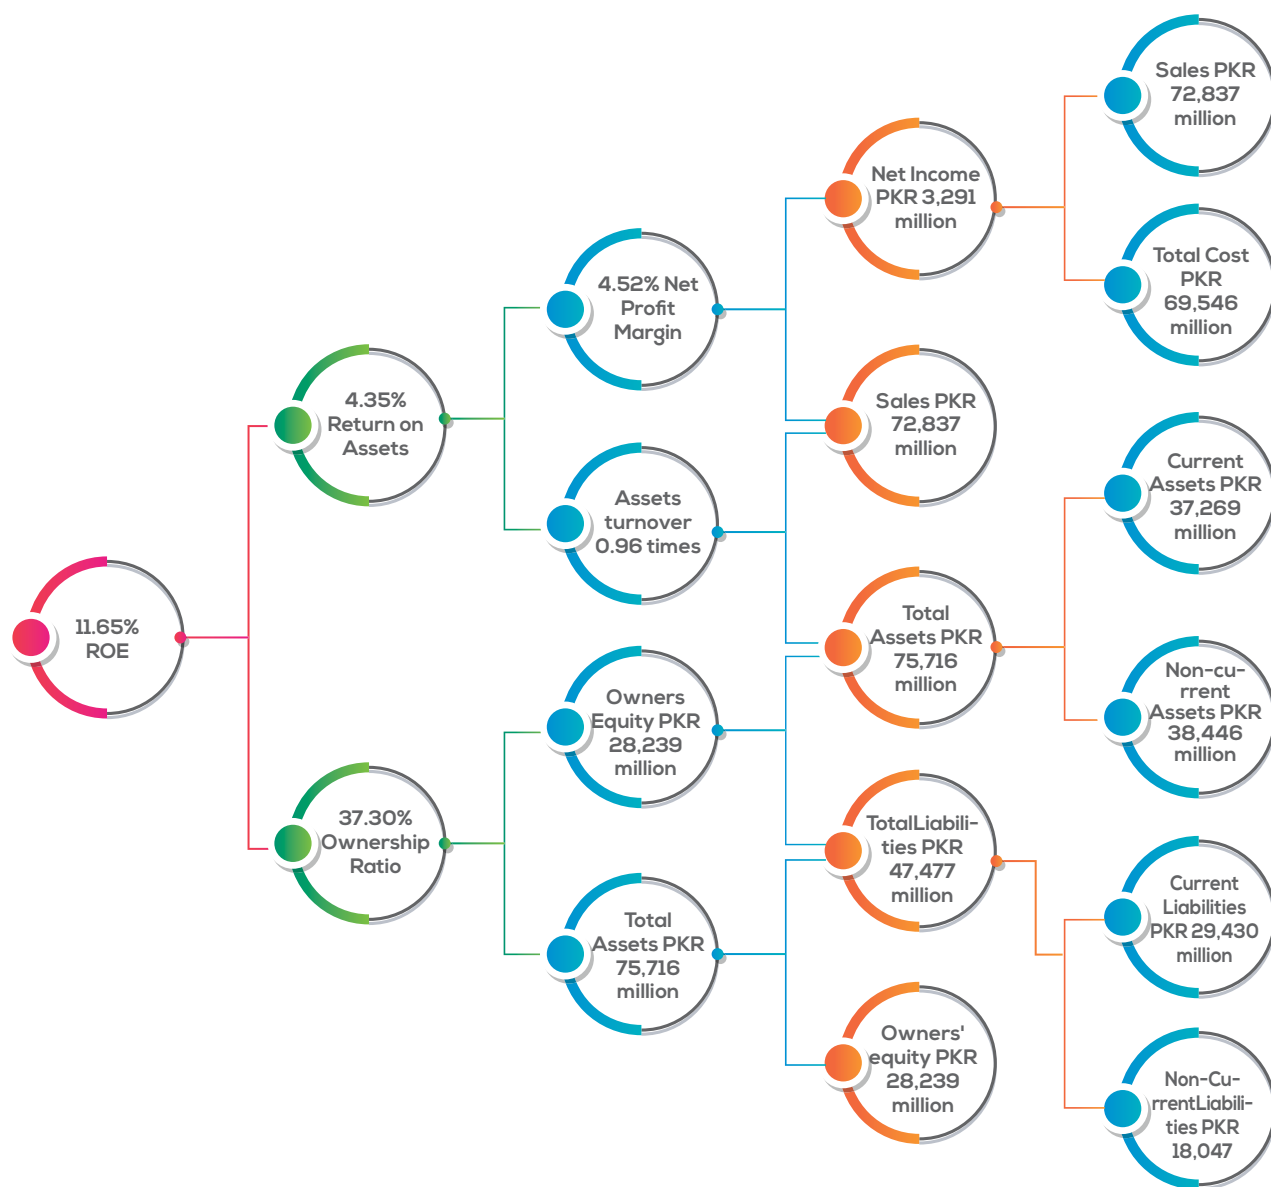 11.65%
ROE
4.35%
Return on
Assets
37.30%
Ownership
Ratio
4.52% Net
Profit
Margin
Assets
turnover
0.96 times
Owners
Equity PKR
28,239
million
Total
Assets PKR
75,716
million
Net Income
PKR 3,291
million
Sales PKR
72,837
million
Total
Assets PKR
75,716
million
TotalLiabili-
ties PKR
47,477
million
Owners'
equity PKR
28,239
million
Sales PKR
72,837
million
Total Cost
PKR
69,546
million
Current
Assets PKR
37,269
million
Non-cu-
rrent
Assets PKR
38,446
million
Current
Liabilities
PKR 29,430
million
Non-Cu-
rrentLiabili-
ties PKR
18,047